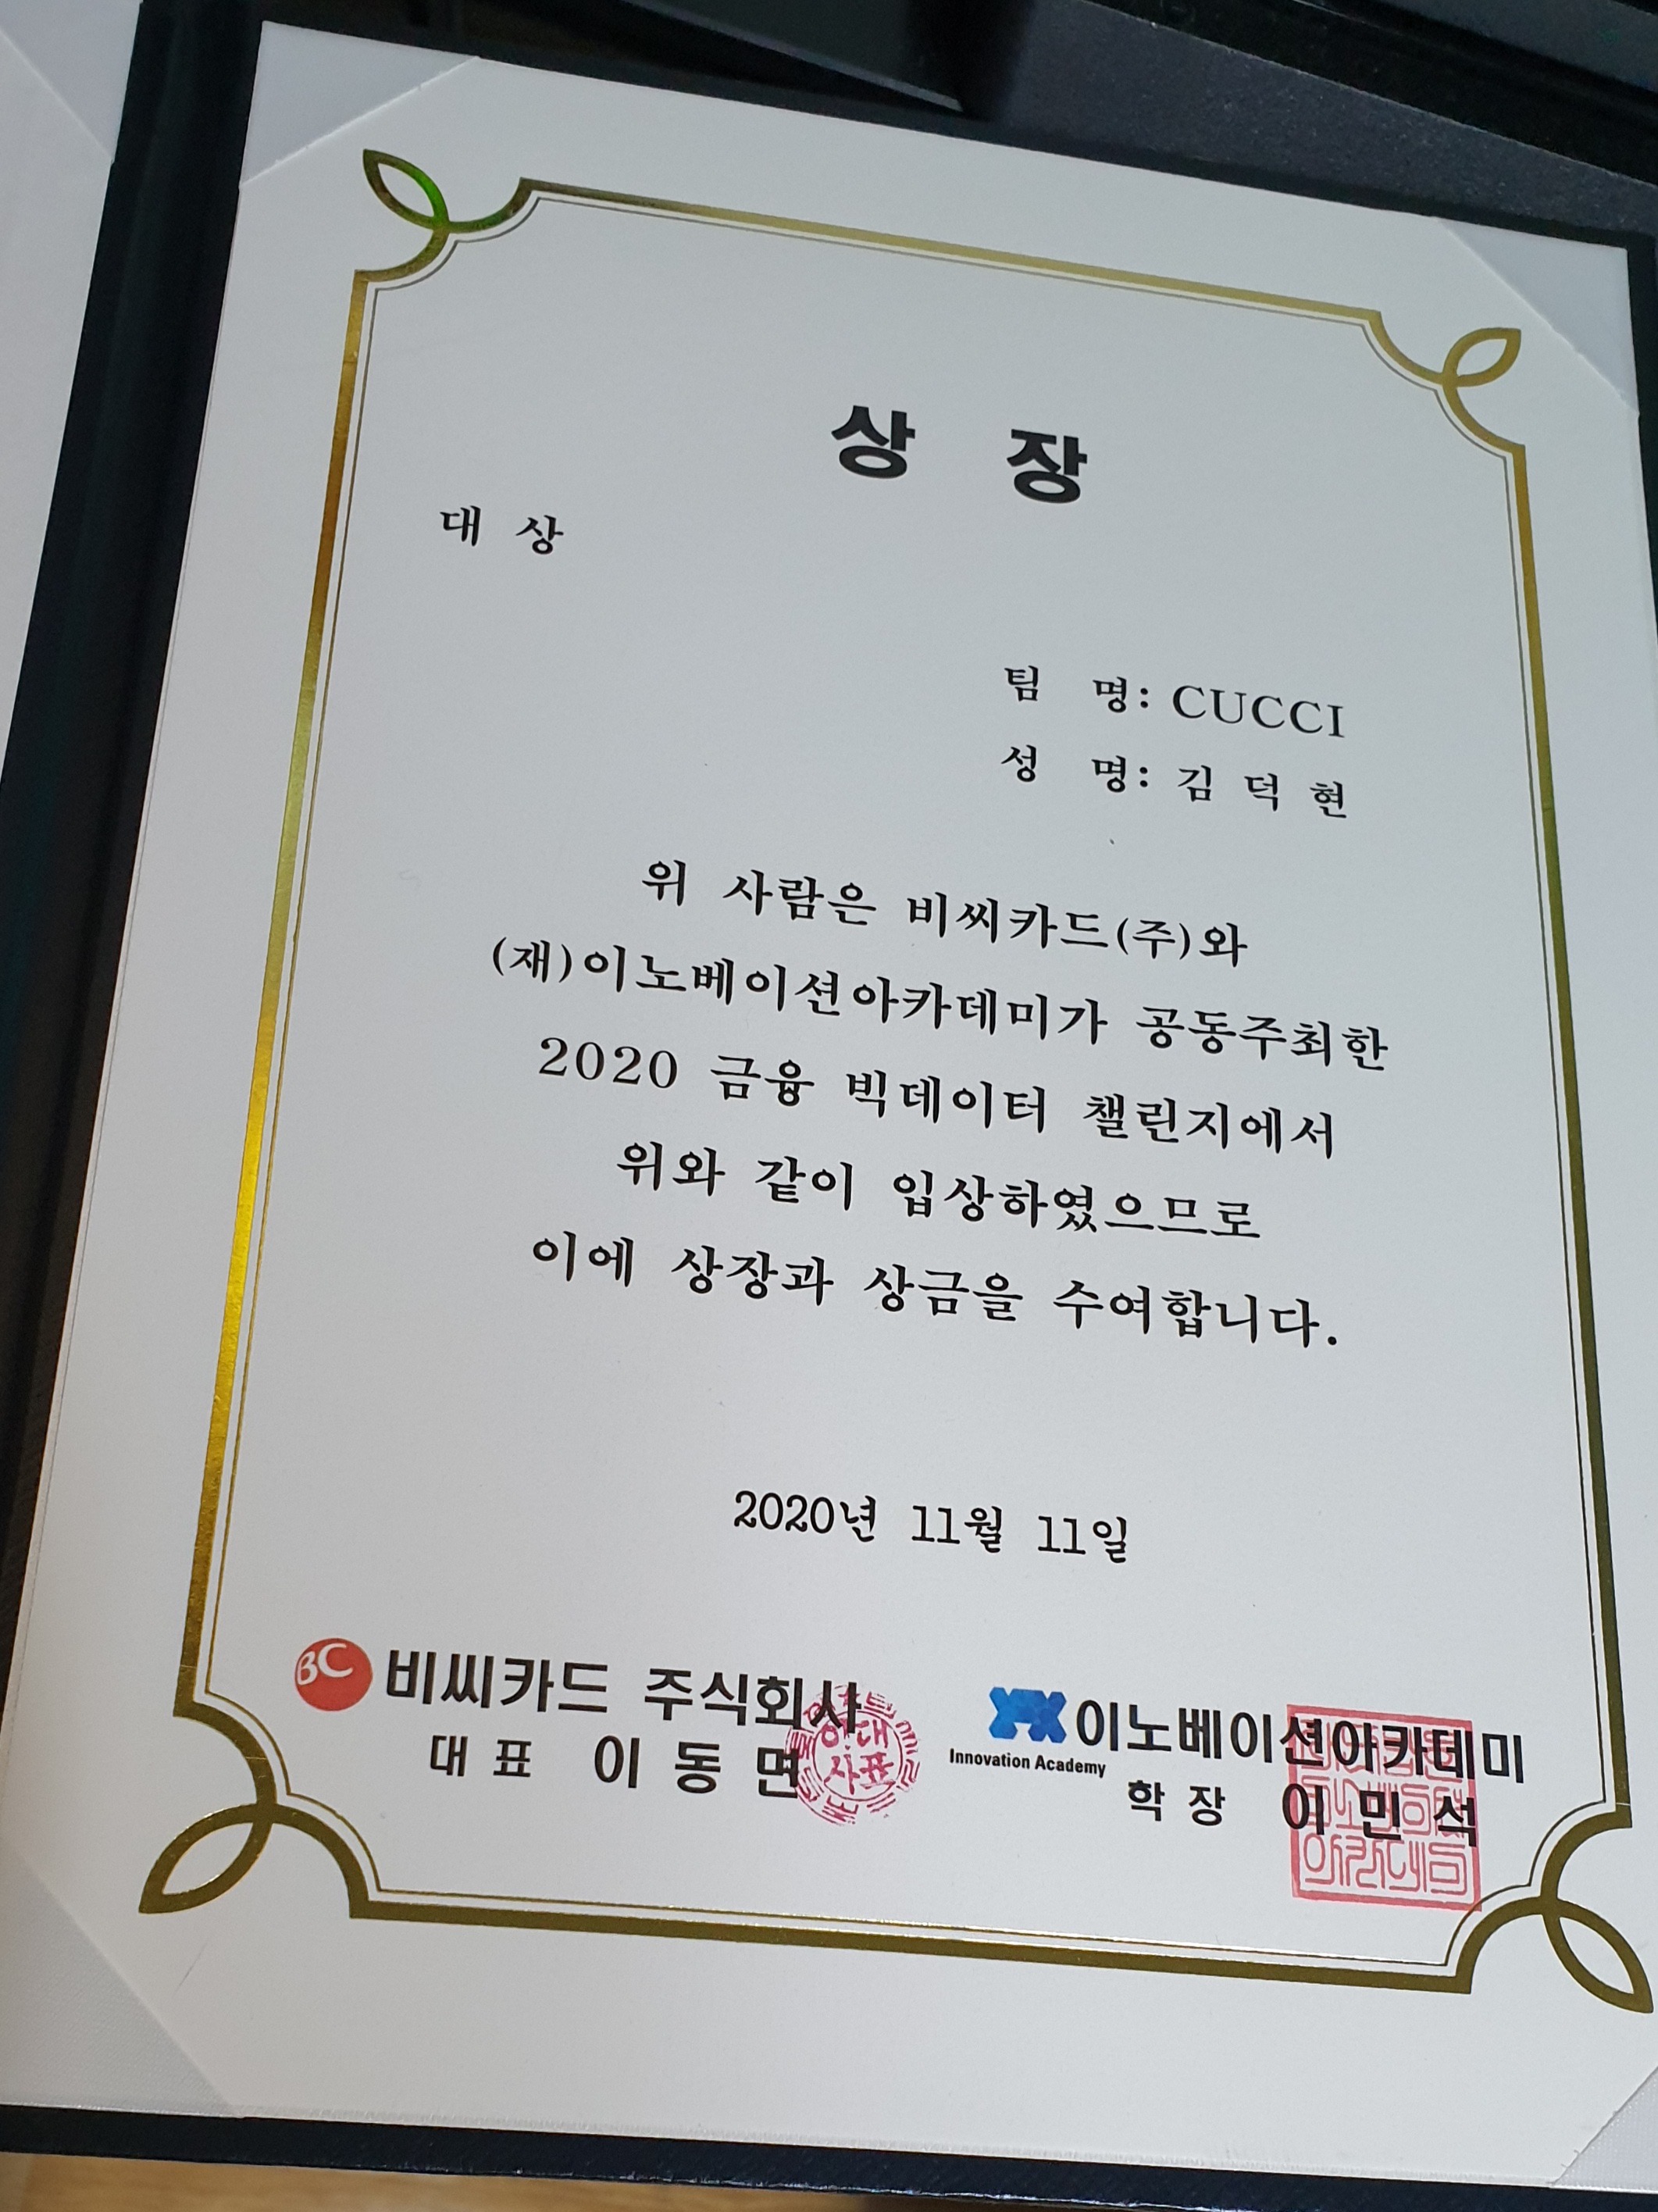 상 장
대 상
팀 명: CUCCI
성 명: 김 덕 현
위 사람은 비씨카드(주)와
(재)이노베이션아카데미가 공동주최한
2020 금융 빅데이터 챌린지에서
위와 같이 입상하였으므로
이에 상장과 상금을 수여합니다.
2020년 11월 11일
BC 비씨카드 주식회사
대 표 이 동 면
이노베이션아카데미
Innovation Academy
학 장 이 민 석